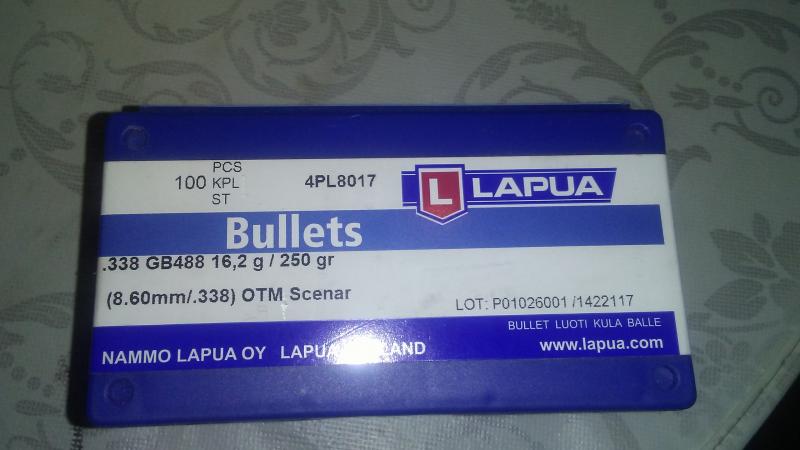 PCS
100 KPL
ST
4PL8017
L LAPUA
Bullets
.338 GB488 16,2 g / 250 gr
(8.60mm/.338) OTM Scenar
LOT: P01026001 /1422117
BULLET LUOTI KULA BALLE
NAMMO LAPUA OY LAPUA
www.lapua.com